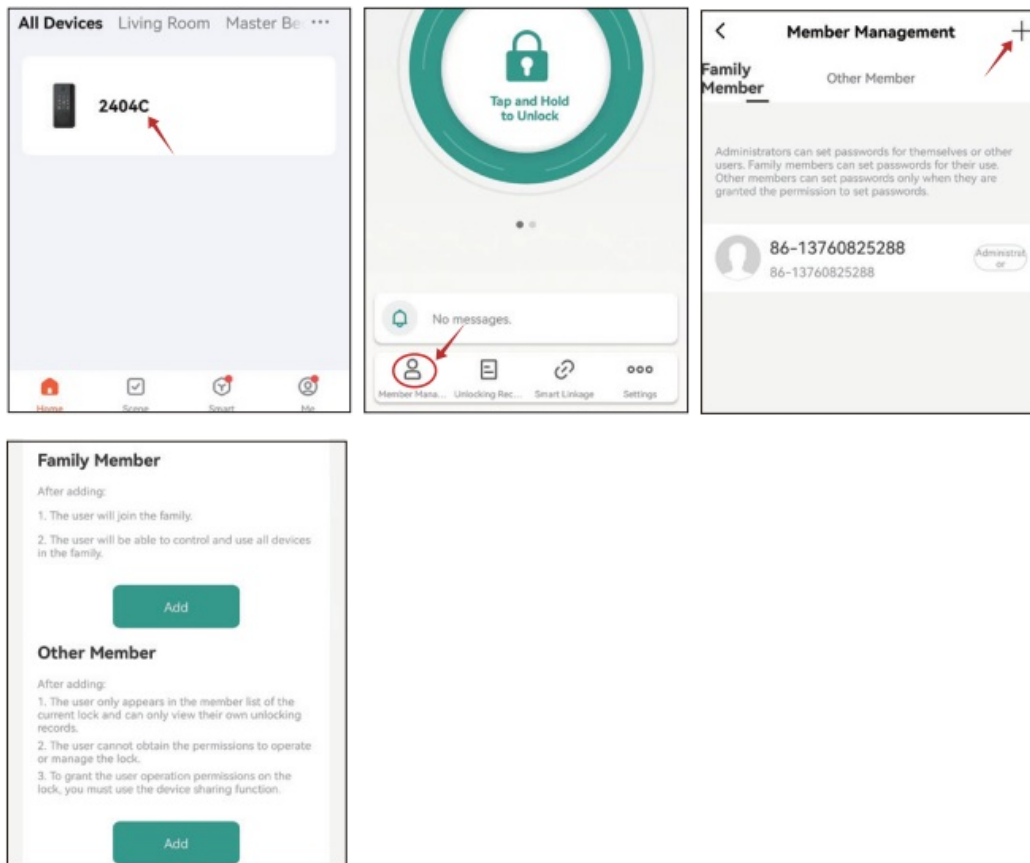 All Devices Living Room Master Be ···
2404C
Home Scene Smart Me
Tap and Hold
to Unlock
No messages.
Member Mana... Unlocking Rec... Smart Linkage Settings
Member Management
Family
Member
Other Member
Administrators can set passwords for themselves or other
users. Family members can set passwords for their use.
Other members can set passwords only when they are
granted the permission to set passwords.
86-13760825288
86-13760825288
Administrat
or
Family Member
After adding:
1. The user will join the family.
2. The user will be able to control and use all devices
in the family.
Add
Other Member
After adding:
1. The user only appears in the member list of the
current lock and can only view their own unlocking
records.
2. The user cannot obtain the permissions to operate
or manage the lock.
3. To grant the user operation permissions on the
lock, you must use the device sharing function.
Add